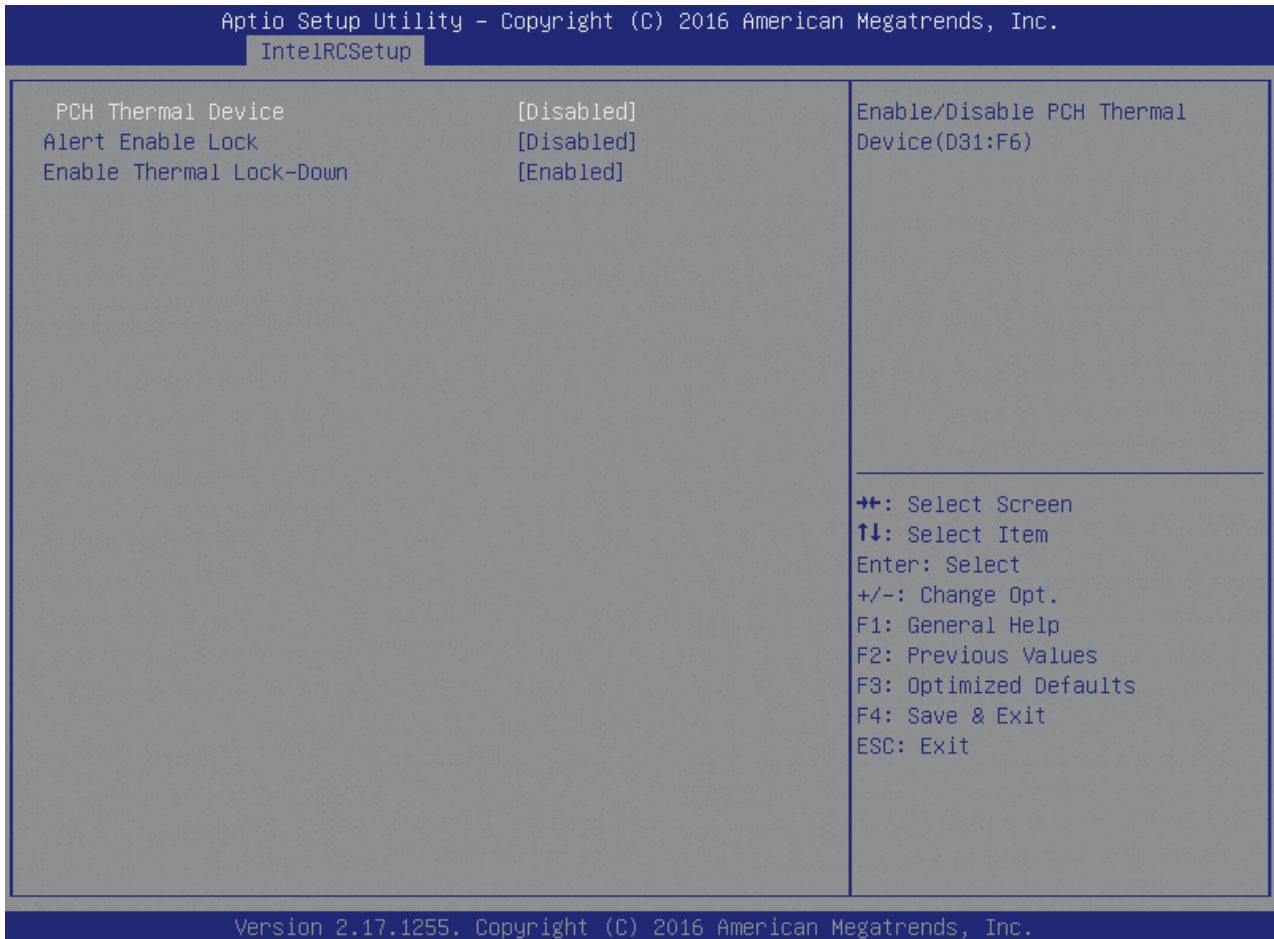 Aptio Setup Utility – Copyright (C) 2016 American Megatrends, Inc.
IntelRCSetup
PCH Thermal Device [Disabled]
Alert Enable Lock [Disabled]
Enable Thermal Lock-Down [Enabled]
Enable/Disable PCH Thermal
Device(D31:F6)
→←: Select Screen
↑↓: Select Item
Enter: Select
+/-: Change Opt.
F1: General Help
F2: Previous Values
F3: Optimized Defaults
F4: Save & Exit
ESC: Exit
Version 2.17.1255. Copyright (C) 2016 American Megatrends, Inc.